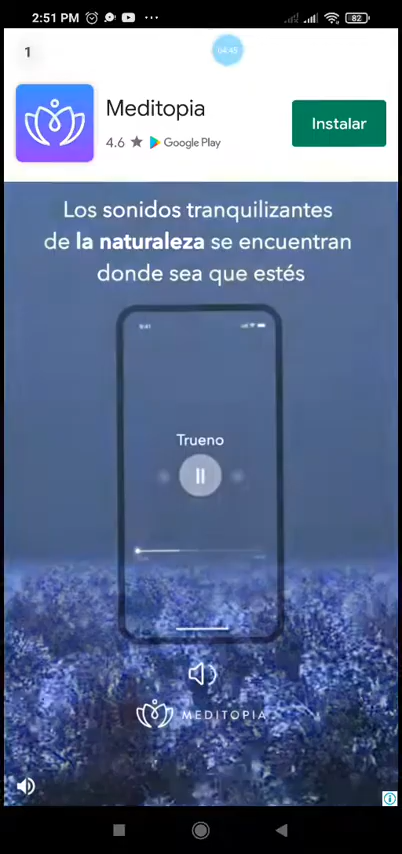 2:51 PM
82
1
04:45
Meditopia
4.6 ★ Google Play
Instalar
Los sonidos tranquilizantes
de la naturaleza se encuentran
donde sea que estés
9:41
Trueno
MEDITOPIA